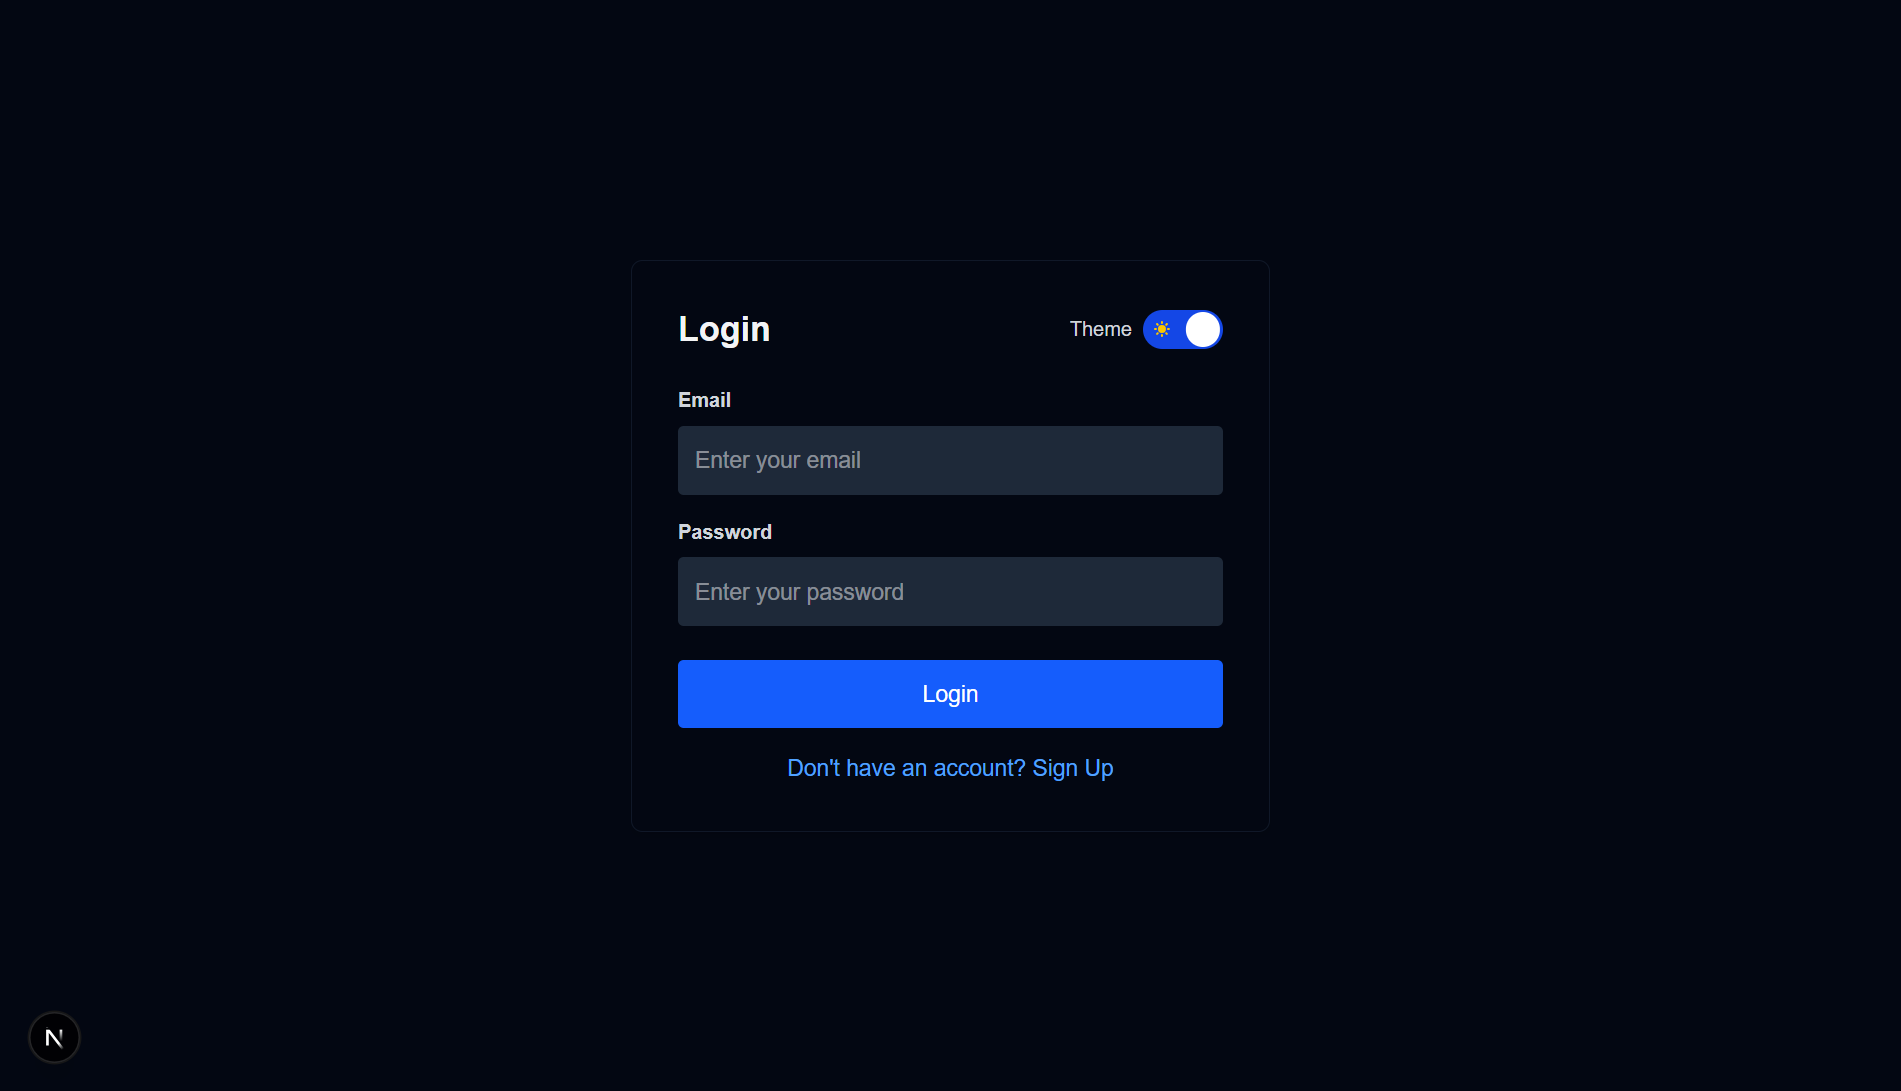 Login
Theme
Email
Enter your email
Password
Enter your password
Login
Don't have an account? Sign Up
N